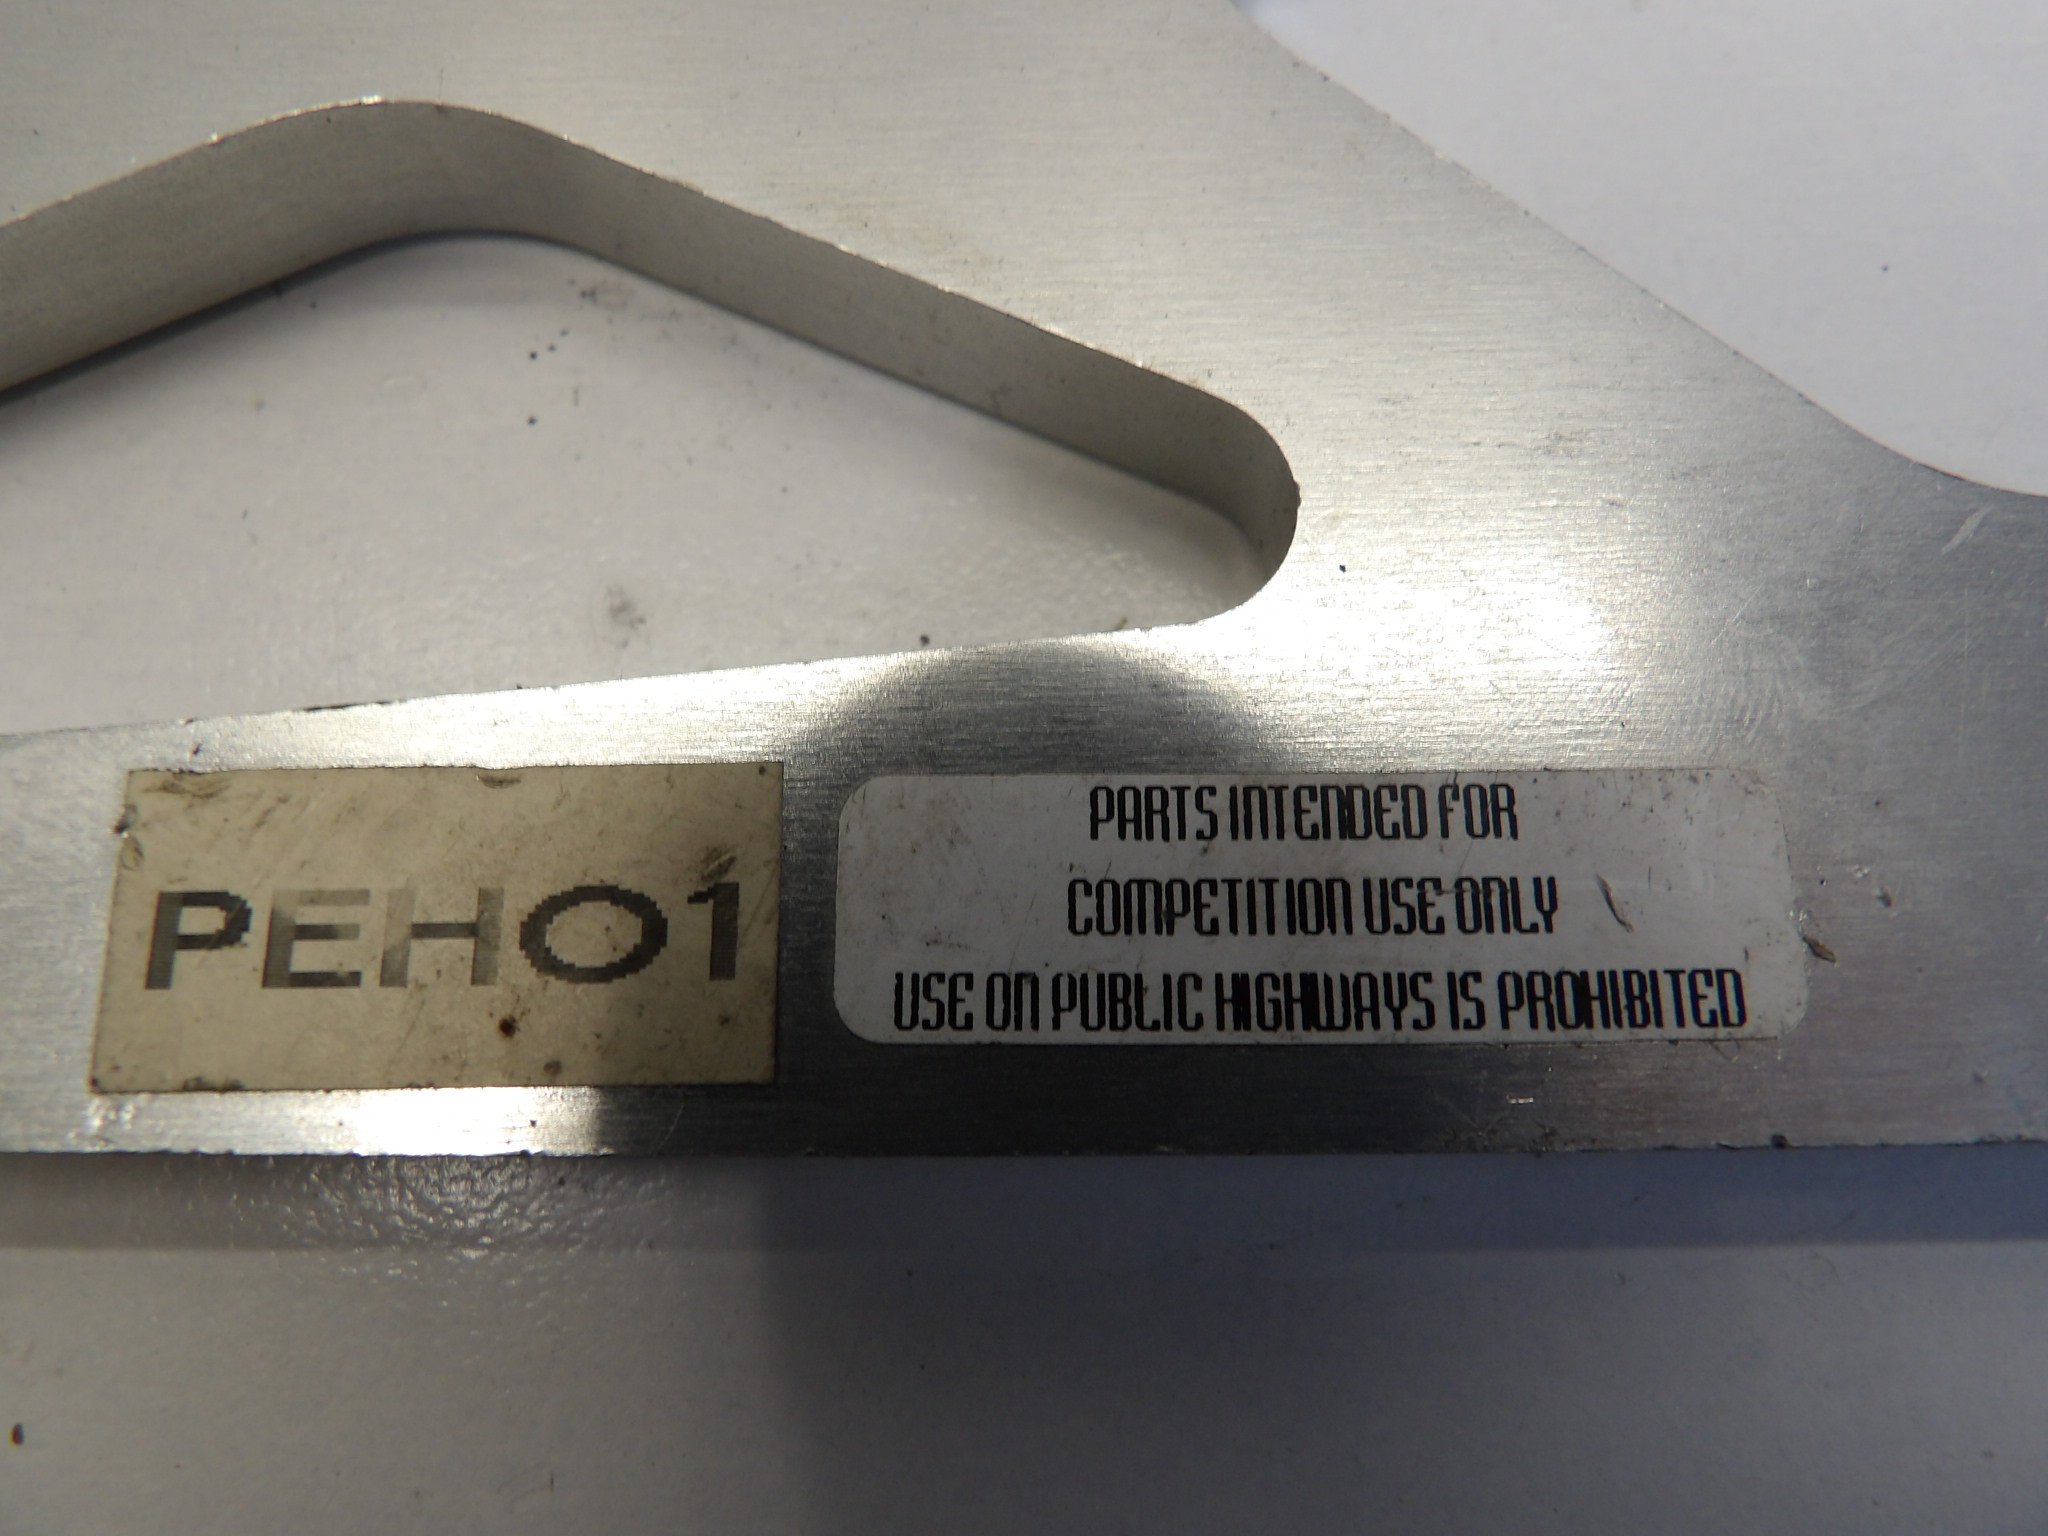 PEH01
PARTS INTENDED FOR
COMPETITION USE ONLY
USE ON PUBLIC HIGHWAYS IS PROHIBITED